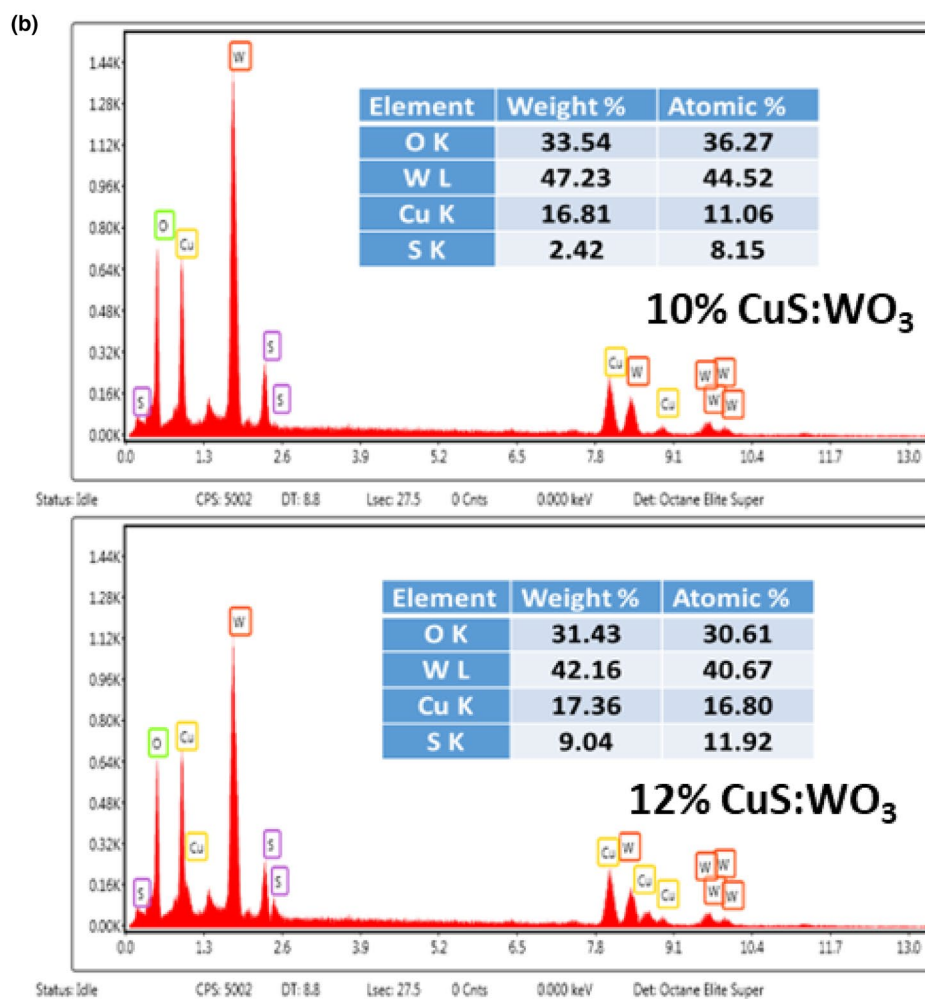 (b)
1.44K
1.28K
1.12K
0.96K
0.80K
0.64K
0.48K
0.32K
0.16K
0.00K
W
O
Cu
S
S
S
Cu
W
Cu
W
W
W
W
Element Weight % Atomic %
O K 33.54 36.27
W L 47.23 44.52
Cu K 16.81 11.06
S K 2.42 8.15
10% CuS:WO₃
0.0 1.3 2.6 3.9 5.2 6.5 7.8 9.1 10.4 11.7 13.0
Status: Idle CPS: 5002 DT: 8.8 Lsec: 27.5 0 Cnts 0.000 keV Det: Octane Elite Super
1.44K
1.28K
1.12K
0.96K
0.80K
0.64K
0.48K
0.32K
0.16K
0.00K
W
O
Cu
Cu
S
S
S
Cu
W
Cu
Cu
W
W
W
W
Element Weight % Atomic %
O K 31.43 30.61
W L 42.16 40.67
Cu K 17.36 16.80
S K 9.04 11.92
12% CuS:WO₃
0.0 1.3 2.6 3.9 5.2 6.5 7.8 9.1 10.4 11.7 13.0
Status: Idle CPS: 5002 DT: 8.8 Lsec: 27.5 0 Cnts 0.000 keV Det: Octane Elite Super